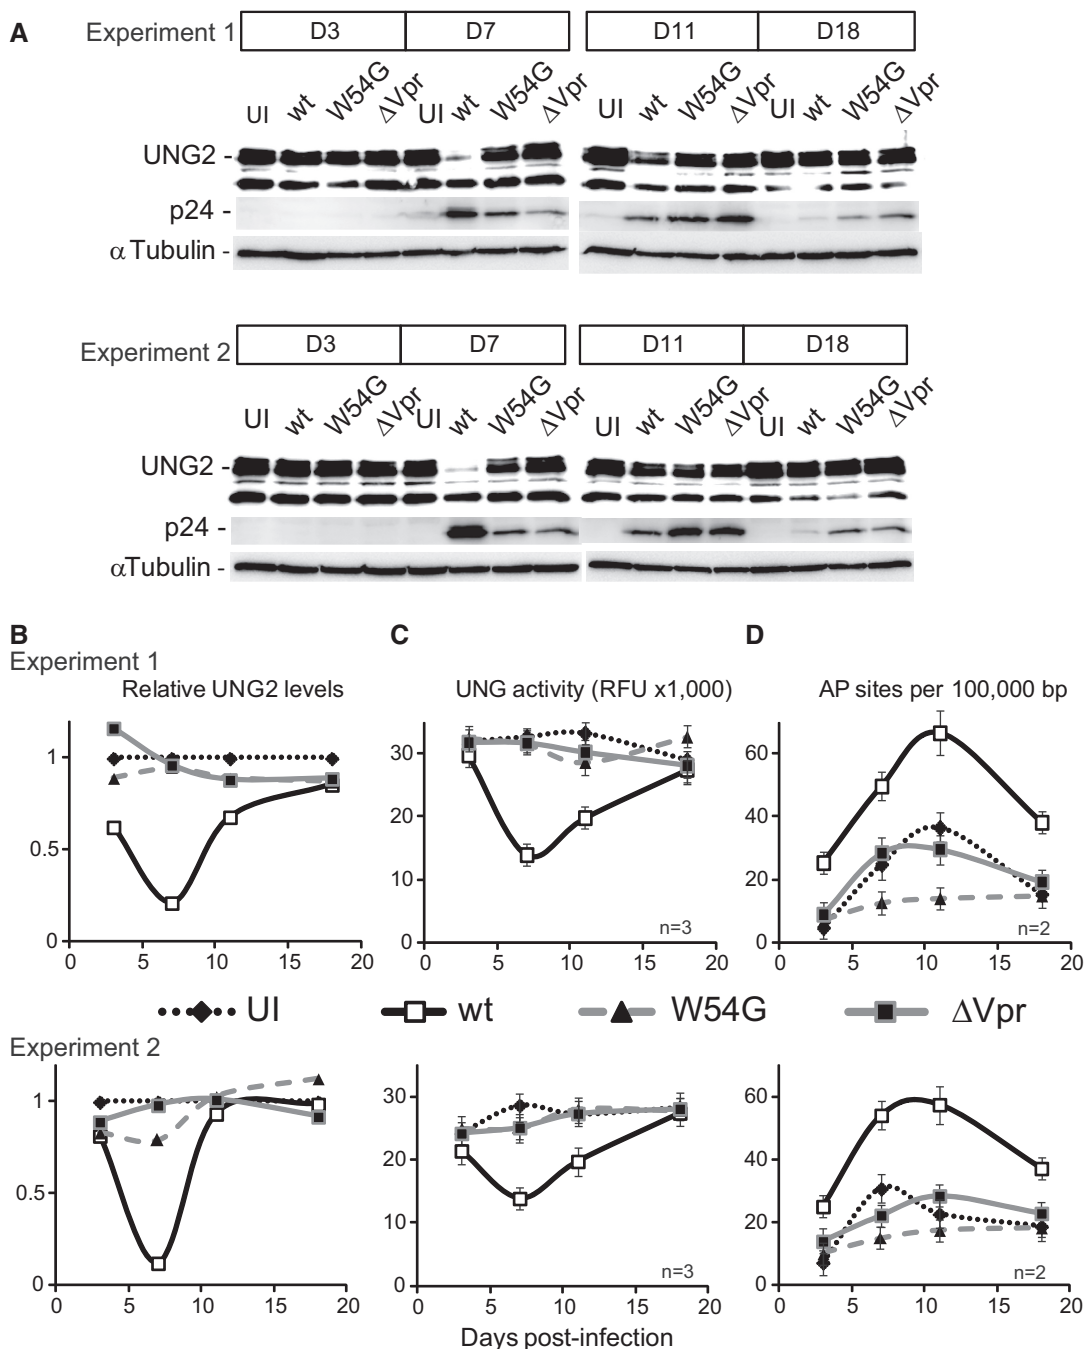 A
Experiment 1
D3 D7 D11 D18
UI wt W54G ΔVpr UI wt W54G ΔVpr UI wt W54G ΔVpr UI wt W54G ΔVpr
UNG2 -
p24 -
α Tubulin -
Experiment 2
D3 D7 D11 D18
UI wt W54G ΔVpr UI wt W54G ΔVpr UI wt W54G ΔVpr UI wt W54G ΔVpr
UNG2 -
p24 -
αTubulin -
B C D
Experiment 1
Relative UNG2 levels UNG activity (RFU x1,000) AP sites per 100,000 bp
1 30 60
20 40
0.5
10 20
n=3 n=2
0 0 0
0 5 10 15 20 0 5 10 15 20 0 5 10 15 20
UI wt W54G ΔVpr
Experiment 2
1 30 60
20 40
0.5
10 20
n=3 n=2
0 0 0
0 5 10 15 20 0 5 10 15 20 0 5 10 15 20
Days post-infection